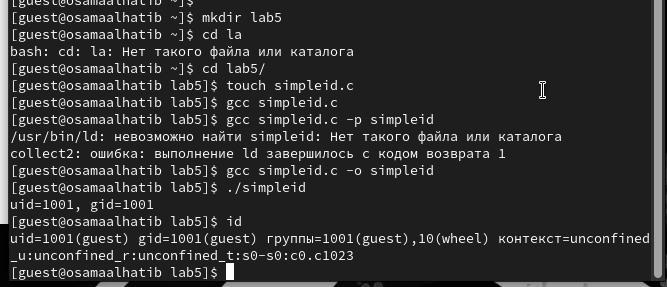 [guest@osamaalhatib ~]$
[guest@osamaalhatib ~]$ mkdir lab5
[guest@osamaalhatib ~]$ cd la
bash: cd: la: Нет такого файла или каталога
[guest@osamaalhatib ~]$ cd lab5/
[guest@osamaalhatib lab5]$ touch simpleid.c
[guest@osamaalhatib lab5]$ gcc simpleid.c
[guest@osamaalhatib lab5]$ gcc simpleid.c -p simpleid
/usr/bin/ld: невозможно найти simpleid: Нет такого файла или каталога
collect2: ошибка: выполнение ld завершилось с кодом возврата 1
[guest@osamaalhatib lab5]$ gcc simpleid.c -o simpleid
[guest@osamaalhatib lab5]$ ./simpleid
uid=1001, gid=1001
[guest@osamaalhatib lab5]$ id
uid=1001(guest) gid=1001(guest) группы=1001(guest),10(wheel) контекст=unconfined
_u:unconfined_r:unconfined_t:s0-s0:c0.c1023
[guest@osamaalhatib lab5]$